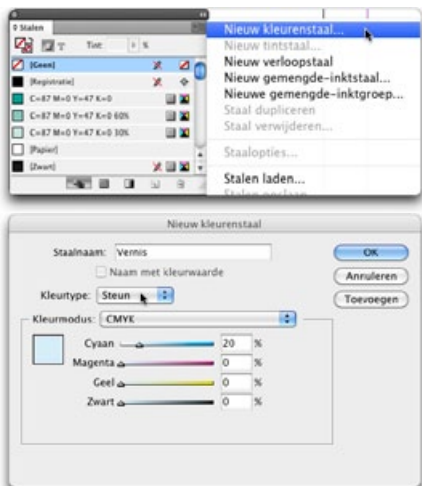 Stalen
Tint: %
[Geen]
[Registratie]
C=87 M=0 Y=47 K=0
C=87 M=0 Y=47 K=0 60%
C=87 M=0 Y=47 K=0 30%
[Papier]
[Zwart]
Nieuw kleurenstaal...
Nieuw tintstaal...
Nieuw verloopstaal
Nieuw gemengde-inktstaal...
Nieuwe gemengde-inktgroep...
Staal dupliceren
Staal verwijderen...
Staalopties...
Stalen laden...
Stalen opslaan
Nieuw kleurenstaal
Staalnaam: Vernis
Naam met kleurwaarde
Kleurtype: Steun
Kleurmodus: CMYK
Cyaan 20 %
Magenta 0 %
Geel 0 %
Zwart 0 %
OK
Annuleren
Toevoegen